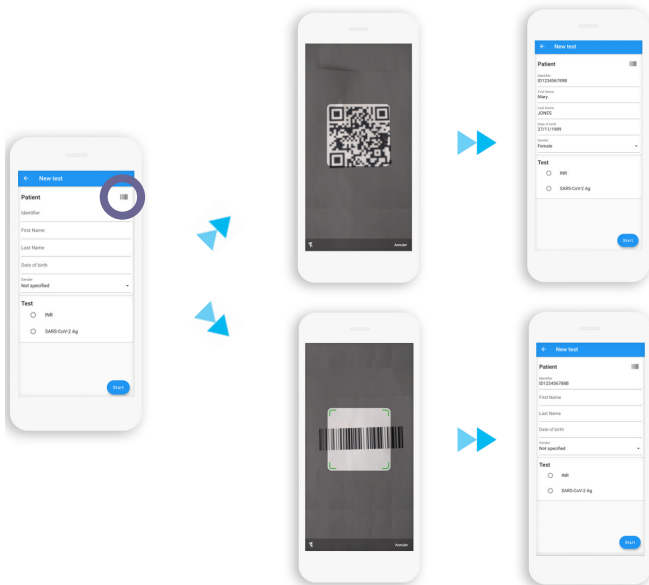 New test
Patient
Identifier
First Name
Last Name
Date of birth
Gender
Not specified
Test
INR
SARS-CoV-2 Ag
Start
Annuler
New test
Patient
Identifier
ID1234567898
First Name
Mary
Last Name
JONES
Date of birth
27/11/1989
Gender
Female
Test
INR
SARS-CoV-2 Ag
Start
Annuler
New test
Patient
Identifier
ID1234567898
First Name
Last Name
Date of birth
Gender
Not specified
Test
INR
SARS-CoV-2 Ag
Start